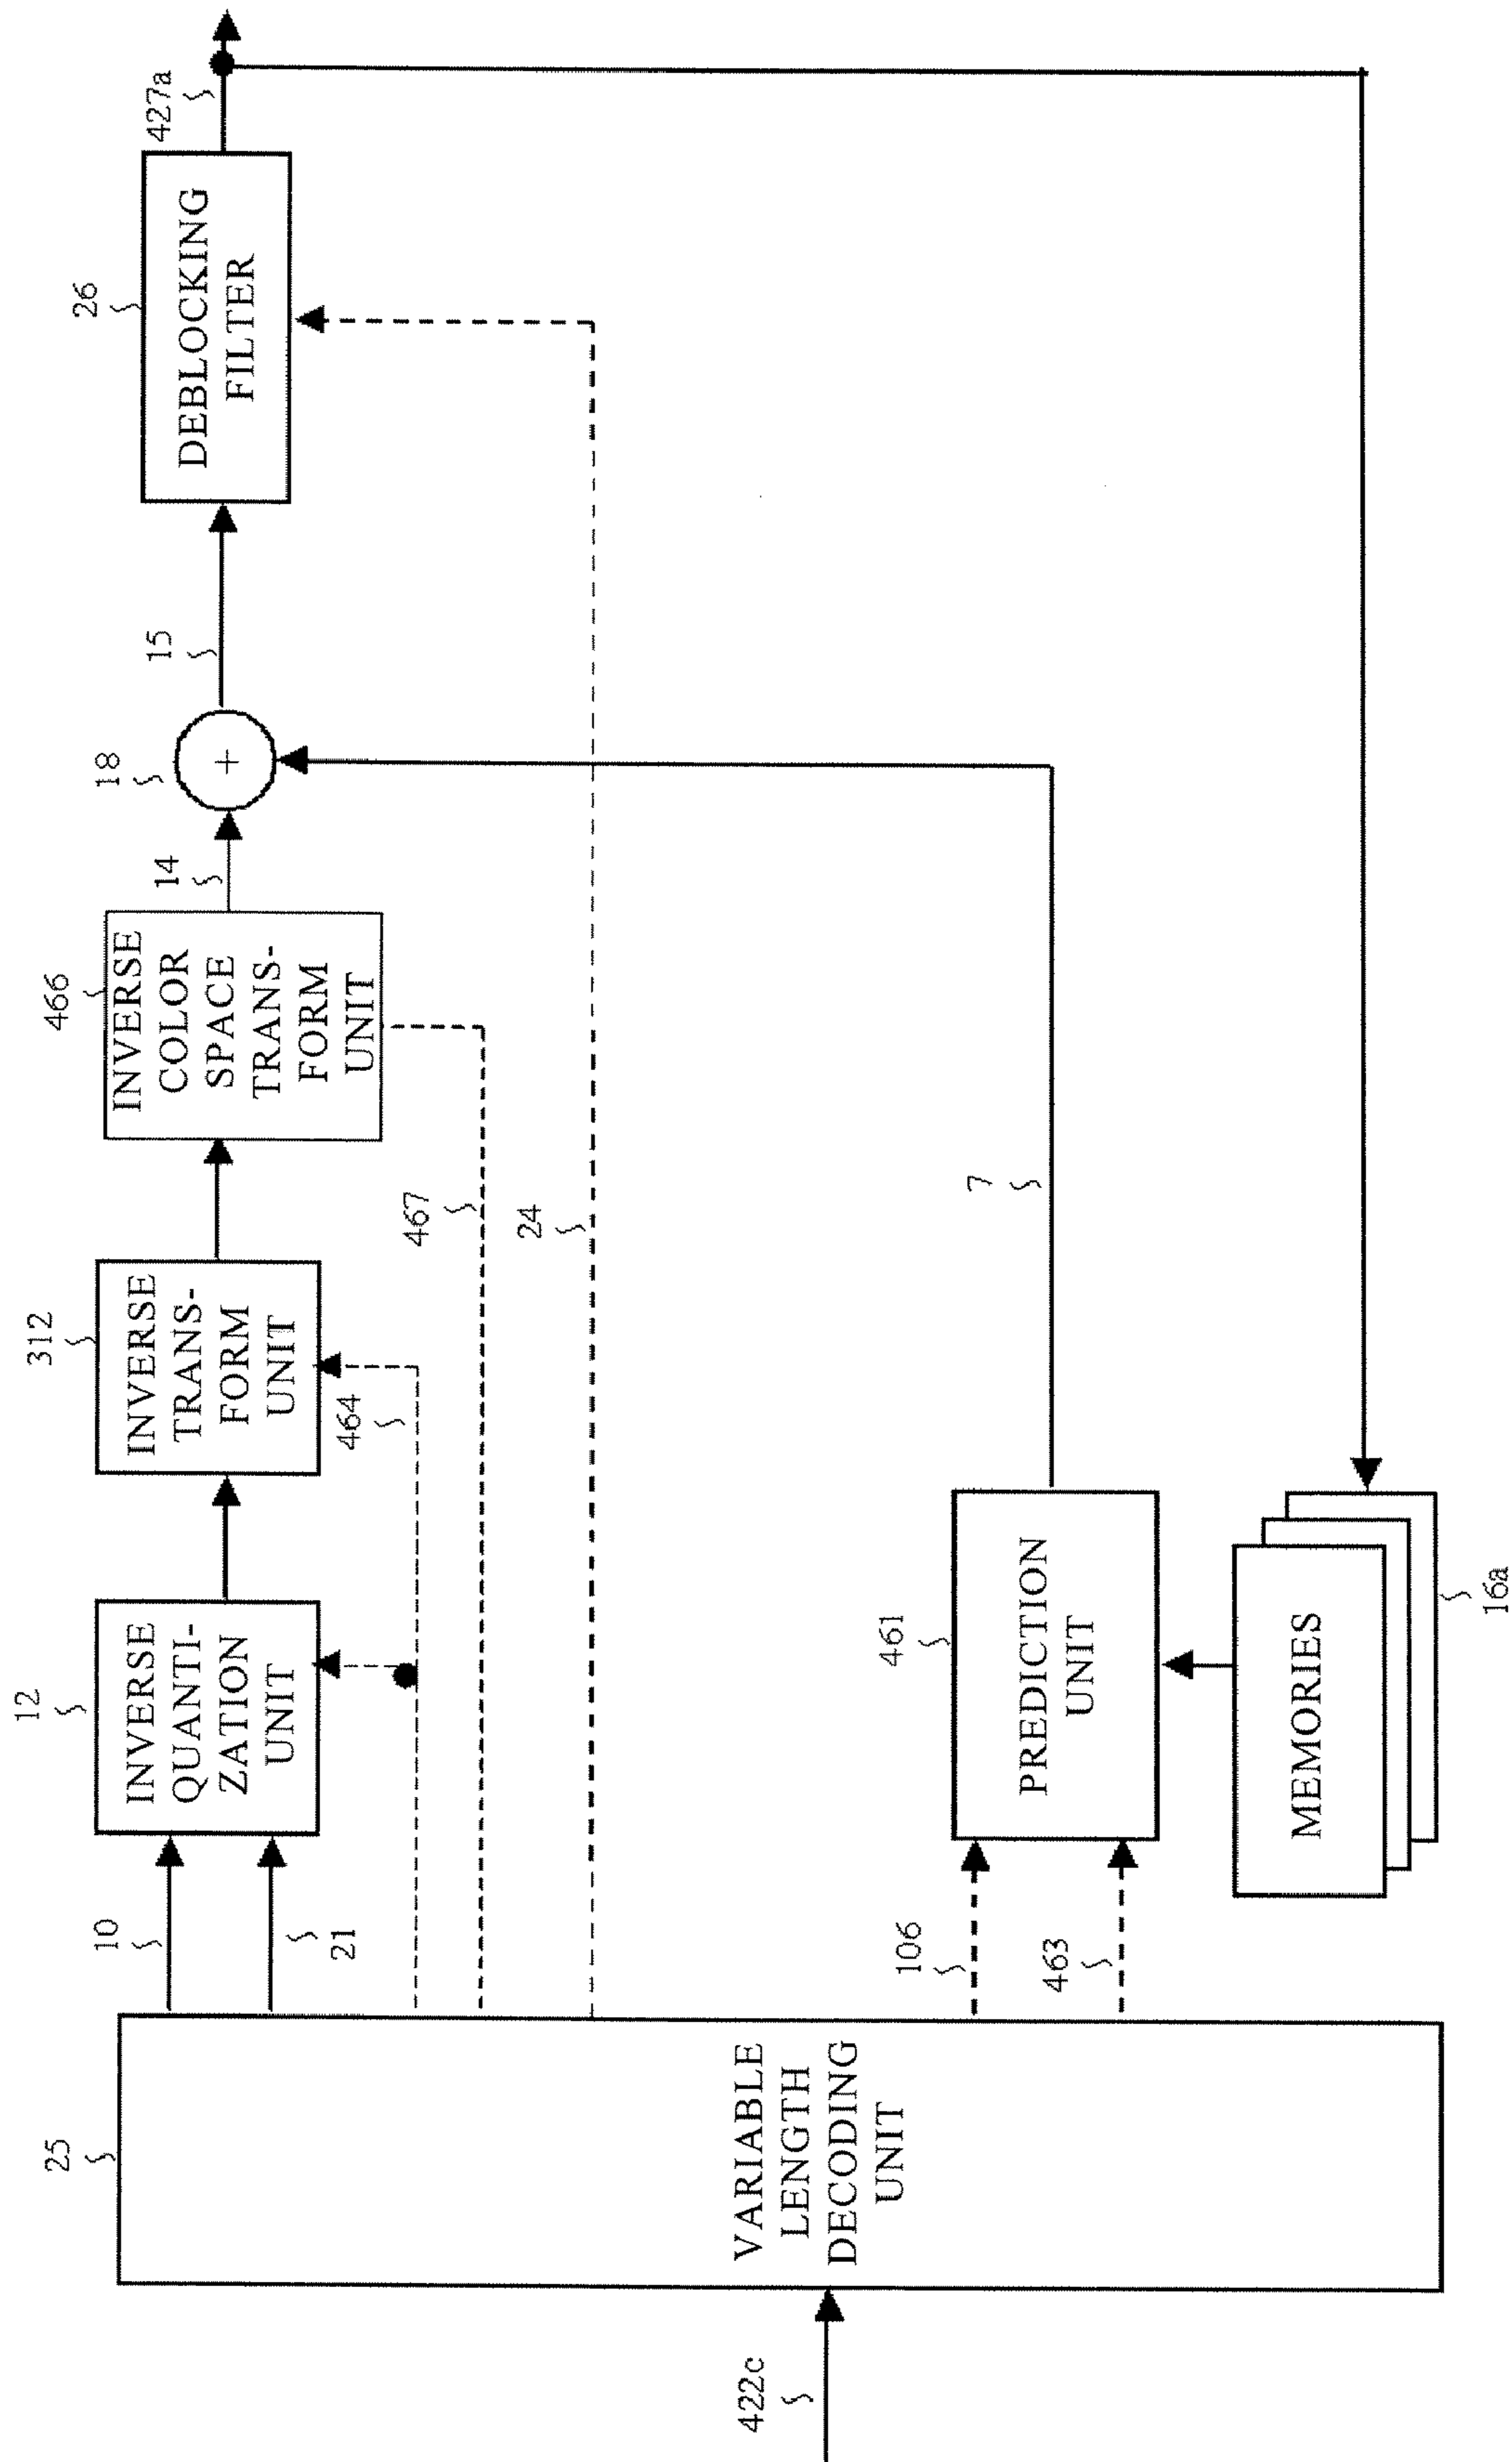 427a
26
DEBLOCKING
FILTER
15
18
+
14
466
INVERSE
COLOR
SPACE
TRANS-
FORM
UNIT
467
24
7
312
INVERSE
TRANS-
FORM
UNIT
464
12
INVERSE
QUANTI-
ZATION
UNIT
461
PREDICTION
UNIT
MEMORIES
16a
10
21
106
463
25
VARIABLE
LENGTH
DECODING
UNIT
422c